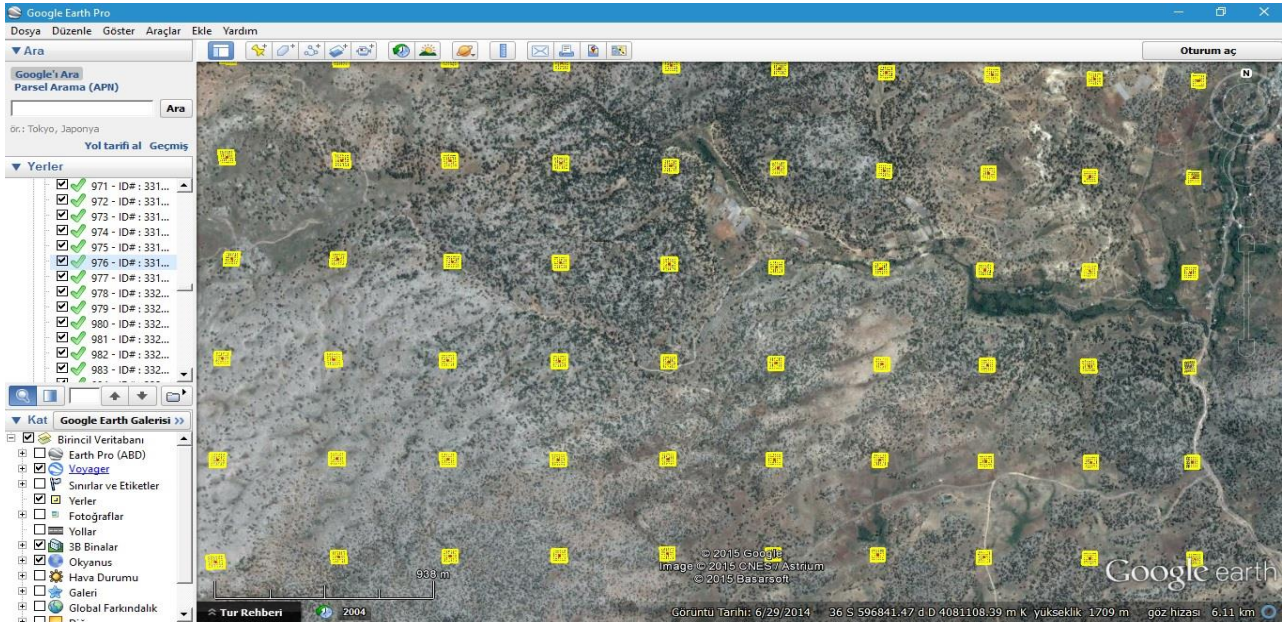 Google Earth Pro
Dosya Düzenle Göster Araçlar Ekle Yardım
Ara
Oturum aç
Google'ı Ara
Parsel Arama (APN)
Ara
ör.: Tokyo, Japonya
Yol tarifi al Geçmiş
Yerler
971 - ID# : 331...
972 - ID# : 331...
973 - ID# : 331...
974 - ID# : 331...
975 - ID# : 331...
976 - ID# : 331...
977 - ID# : 331...
978 - ID# : 332...
979 - ID# : 332...
980 - ID# : 332...
981 - ID# : 332...
982 - ID# : 332...
983 - ID# : 332...
Kat Google Earth Galerisi >>
Birincil Veritabanı
Earth Pro (ABD)
Voyager
Sınırlar ve Etiketler
Yerler
Fotoğraflar
Yollar
3B Binalar
Okyanus
Hava Durumu
Galeri
Global Farkındalık
N
938 m
© 2015 Google
Image © 2015 CNES / Astrium
© 2015 Basarsoft
Google earth
Tur Rehberi 2004
Görüntü Tarihi: 6/29/2014 36 S 596841.47 d D 4081108.39 m K yükseklik 1709 m göz hizası 6.11 km